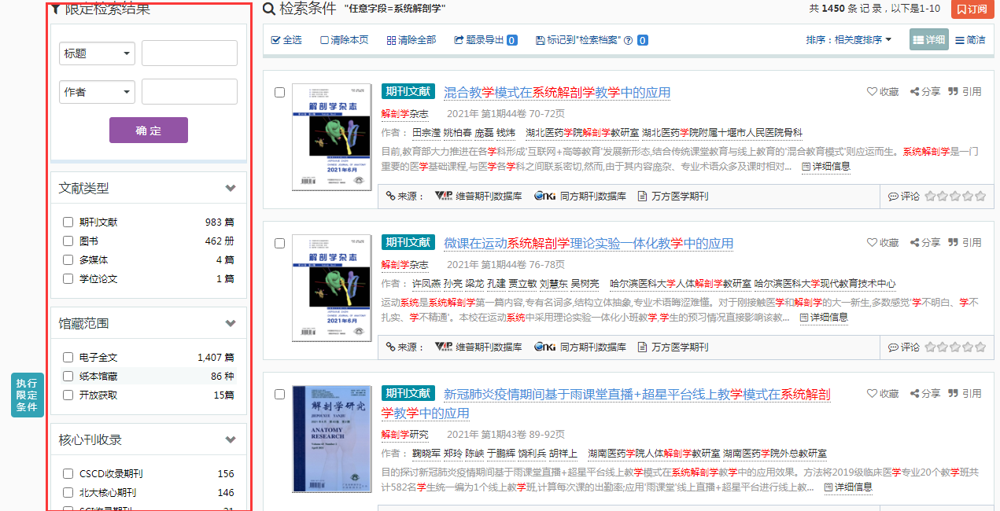 限定检索结果
标题
作者
确 定
文献类型
期刊文献 983 篇
图书 462 册
多媒体 4 篇
学位论文 1 篇
馆藏范围
电子全文 1,407 篇
纸本馆藏 86 种
开放获取 15篇
核心刊收录
CSCD收录期刊 156
北大核心期刊 146
执行
限定
条件
检索条件 "任意字段=系统解剖学"
共 1450 条 记 录，以下是1-10 订阅
全选 清除本页 清除全部 题录导出 0 标记到"检索档案" 0 排序：相关度排序 详细 简洁
期刊文献 混合教学模式在系统解剖学教学中的应用 收藏 分享 引用
解剖学杂志 2021年 第1期44卷 70-72页
作者： 田宗滢 姚柏春 庞磊 钱炜 湖北医药学院解剖学教研室 湖北医药学院附属十堰市人民医院骨科
目前,教育部大力推进在各学科形成'互联网+高等教育'发展新形态,结合传统课堂教育与线上教育的'混合教育模式'则应运而生。系统解剖学是一门
重要的医学基础课程,与医学各学科之间联系密切,然而,由于其内容庞杂、专业术语众多及课时相对... 详细信息
来源： 维普期刊数据库 同方期刊数据库 万方医学期刊 评论
解剖学杂志
2021年6月
期刊文献 微课在运动系统解剖学理论实验一体化教学中的应用 收藏 分享 引用
解剖学杂志 2021年 第1期44卷 76-78页
作者： 许凤燕 孙亮 梁龙 孔建 贾立敏 刘慧东 吴树亮 哈尔滨医科大学人体解剖学教研室 哈尔滨医科大学现代教育技术中心
运动系统是系统解剖学第一篇内容,专有名词多,结构立体抽象,专业术语晦涩难懂。对于刚接触医学和解剖学的大一新生,多数感觉'学不明白、学不
扎实、学不精通'。本校在运动系统中采用理论实验一体化小班教学,学生的预习情况直接影响该教... 详细信息
来源： 维普期刊数据库 同方期刊数据库 万方医学期刊 评论
解剖学杂志
2021年6月
期刊文献 新冠肺炎疫情期间基于雨课堂直播+超星平台线上教学模式在系统解剖 收藏 分享 引用
学教学中的应用
解剖学研究 2021年 第1期43卷 89-92页
作者： 鞠晓军 郑玲 陈峡 于鹏辉 饶利兵 胡祥上 湖南医药学院人体解剖学教研室 湖南医药学院外总教研室
目的探讨新冠肺炎疫情期间基于雨课堂直播+超星平台线上教学模式在系统解剖学教学中的应用效果。方法将2019级临床医学专业20个教学班共
计582名学生统一编为1个线上教学班,计算每次课的出勤率;应用'雨课堂'线上直播+超星平台进行线上教... 详细信息
解剖学研究
ANATOMY
RESEARCH